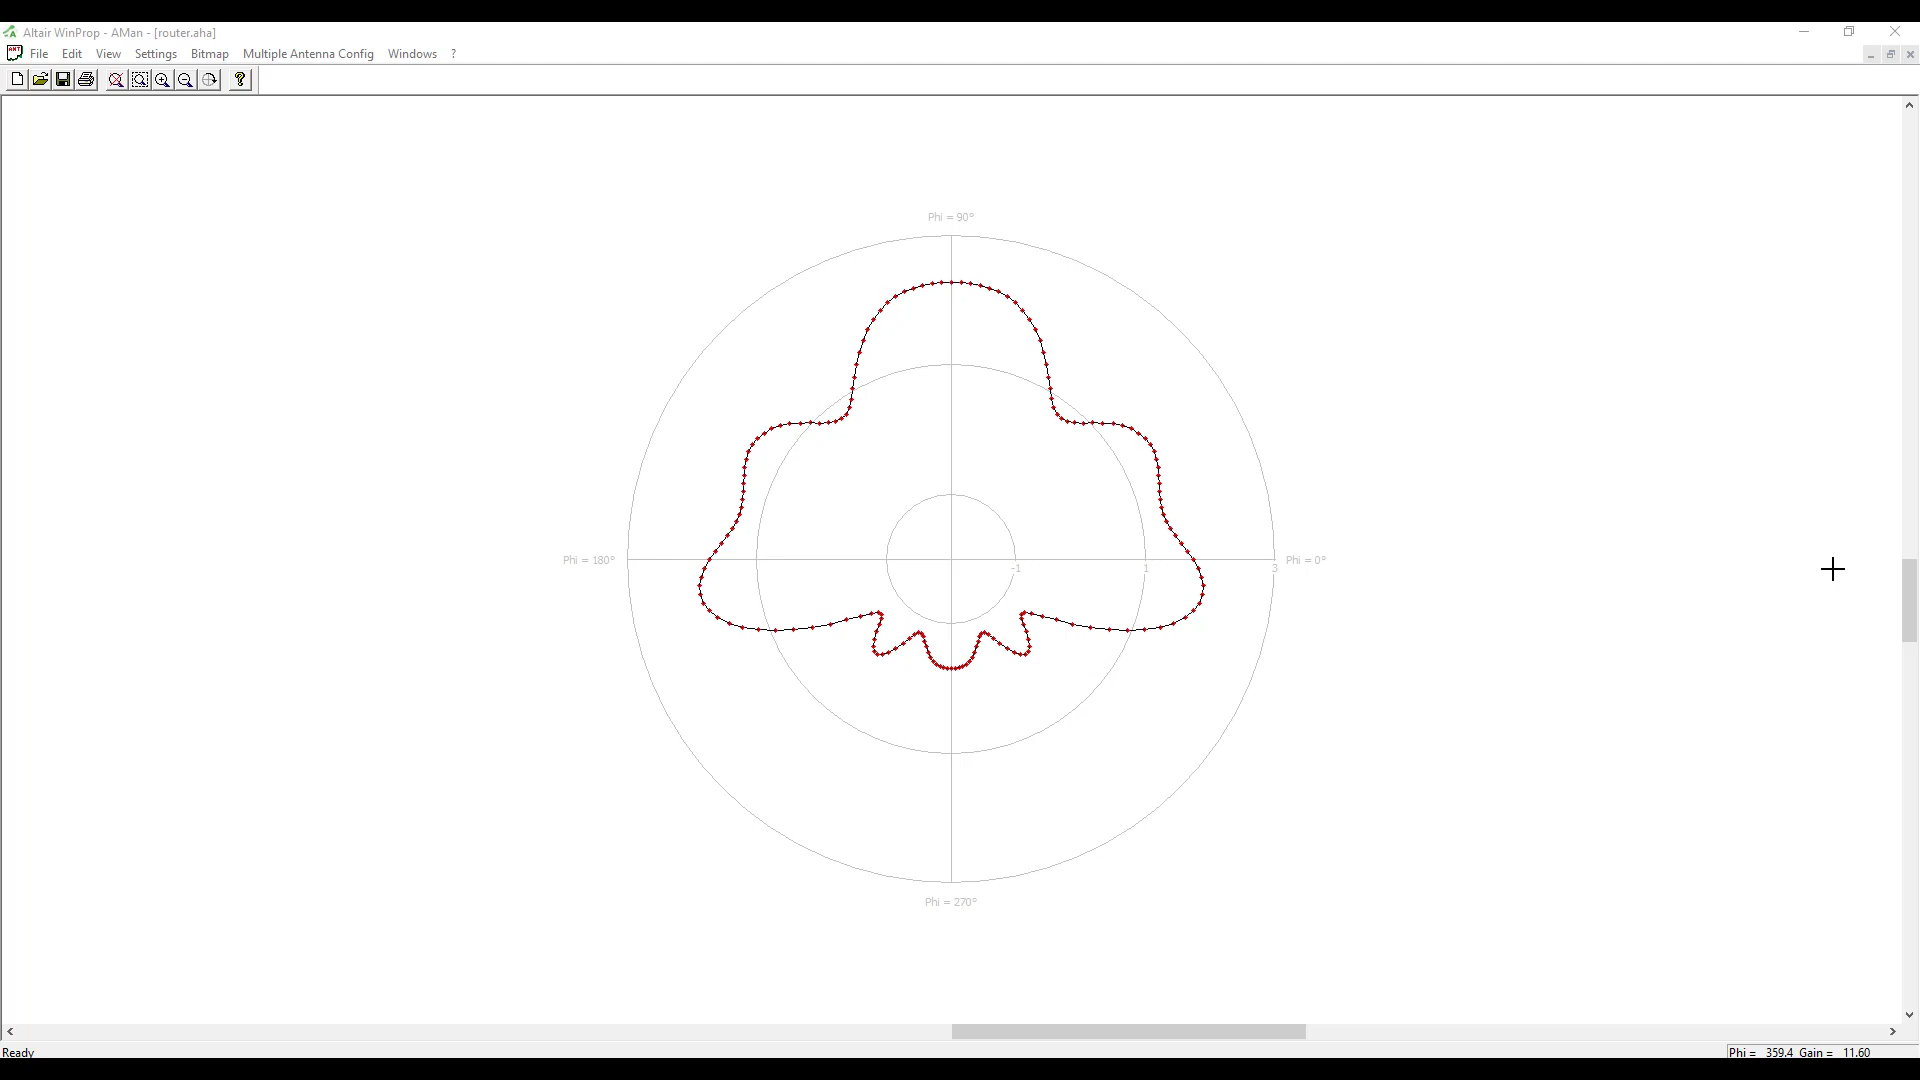 Altair WinProp - AMan - [router.aha]
ANT File Edit View Settings Bitmap Multiple Antenna Config Windows ?
Phi = 90°
Phi = 180° Phi = 0°
-1 1 3
Phi = 270°
Ready Phi = 359.4 Gain = 11.60